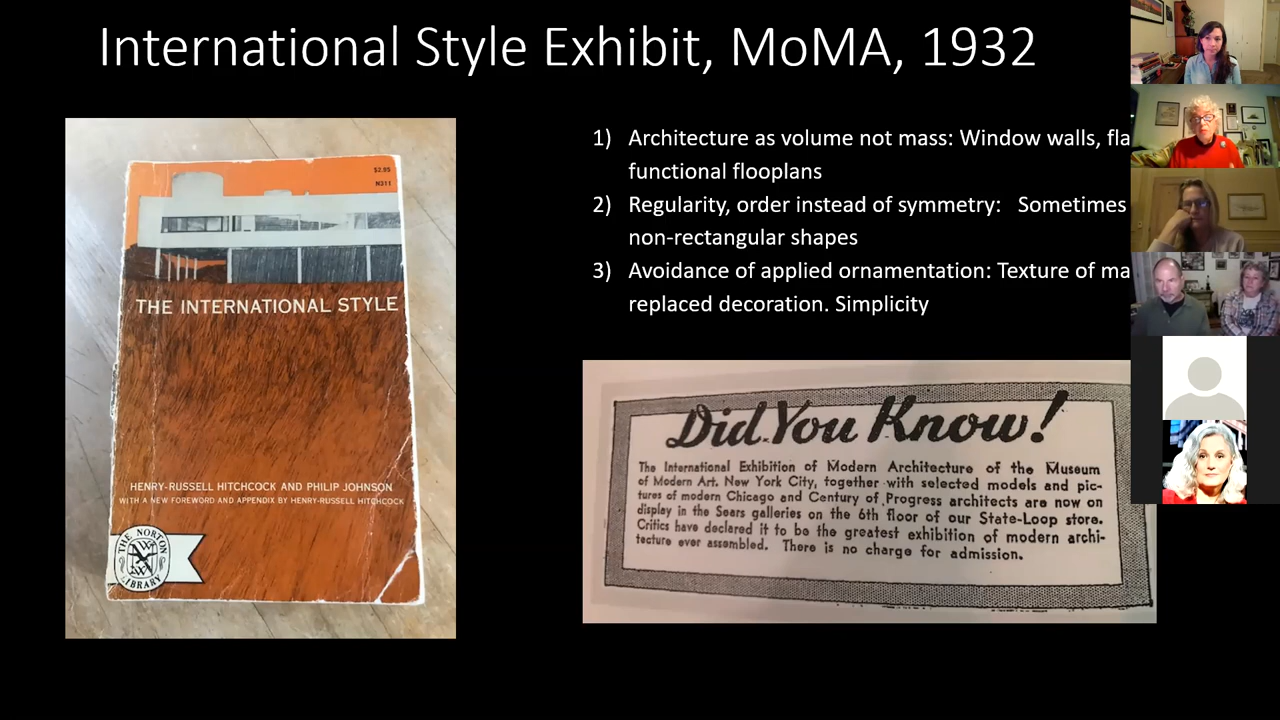 International Style Exhibit, MoMA, 1932
$2.95
N311
THE INTERNATIONAL STYLE
HENRY-RUSSELL HITCHCOCK AND PHILIP JOHNSON
WITH A NEW FOREWORD AND APPENDIX BY HENRY-RUSSELL HITCHCOCK
THE NORTON
LIBRARY
1) Architecture as volume not mass: Window walls,
functional flooplans
2) Regularity, order instead of symmetry: Sometimes
non-rectangular shapes
3) Avoidance of applied ornamentation: Texture of
replaced decoration. Simplicity
Did You Know!
The International Exhibition of Modern Architecture of the Museum
of Modern Art, New York City, together with selected models and pic-
tures of modern Chicago and Century of Progress architects are now on
display in the Sears galleries on the 6th floor of our State-Loop store.
Critics have declared it to be the greatest exhibition of modern archi-
tecture ever assembled. There is no charge for admission.